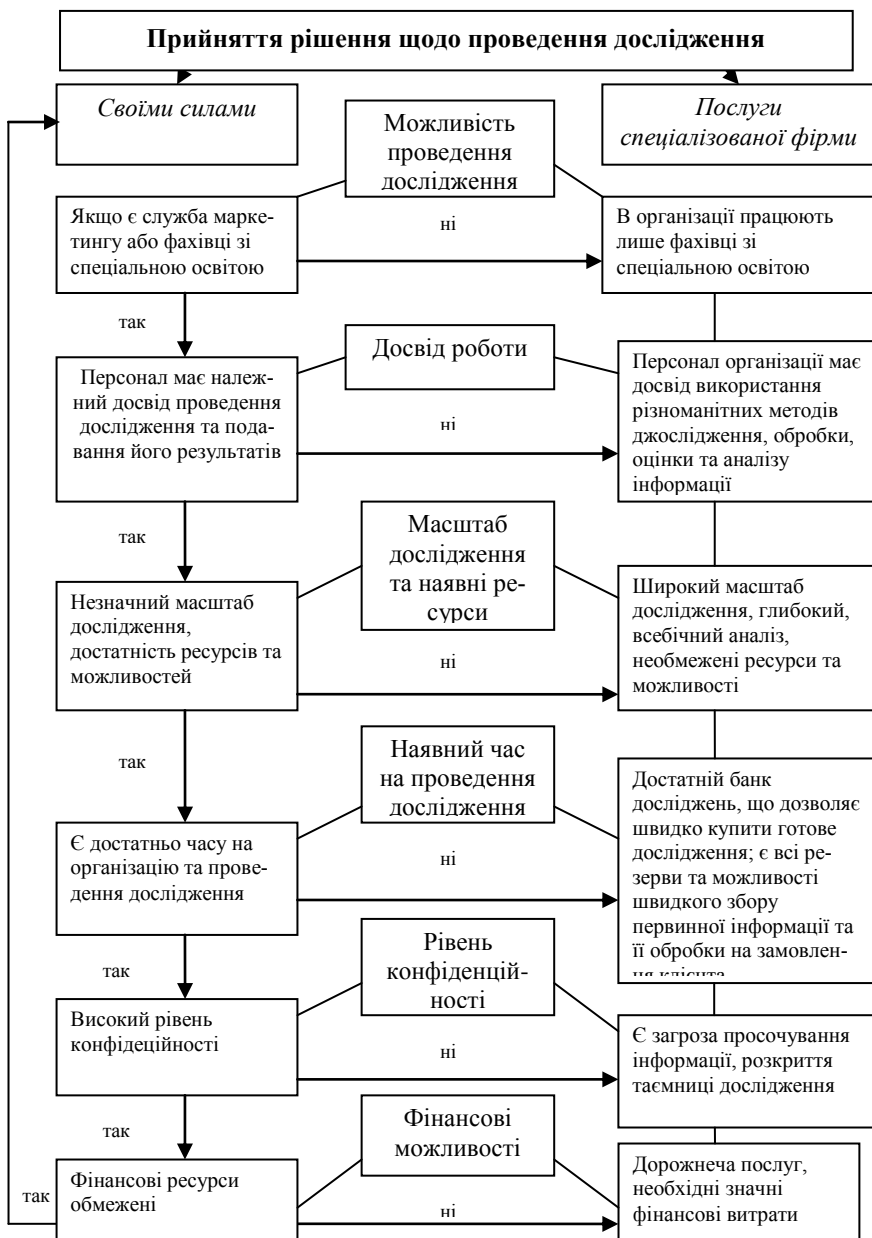 Прийняття рішення щодо проведення дослідження
Своїми силами
Послуги
спеціалізованої фірми
Можливість
проведення
дослідження
Якщо є служба марке-
тингу або фахівці зі
спеціальною освітою
ні
В організації працюють
лише фахівці зі
спеціальною освітою
так
Досвід роботи
Персонал має належ-
ний досвід проведення
дослідження та пода-
вання його результатів
ні
Персонал організації має
досвід використання
різноманітних методів
джослідження, обробки,
оцінки та аналізу
інформації
так
Масштаб
дослідження
та наявні ре-
сурси
Незначний масштаб
дослідження,
достатність ресурсів та
можливостей
ні
Широкий масштаб
дослідження, глибокий,
всебічний аналіз,
необмежені ресурси та
можливості
так
Наявний час
на проведення
дослідження
Є достатньо часу на
організацію та прове-
дення дослідження
ні
Достатній банк
досліджень, що дозволяє
швидко купити готове
дослідження; є всі ре-
зерви та можливості
швидкого збору
первинної інформації та
її обробки на замовлен-
ня клієнта
так
Рівень
конфіденцій-
ності
Високий рівень
конфідеційності
ні
Є загроза просочування
інформації, розкриття
таємниці дослідження
так
Фінансові
можливості
так
Фінансові ресурси
обмежені
ні
Дорожнеча послуг,
необхідні значні
фінансові витрати